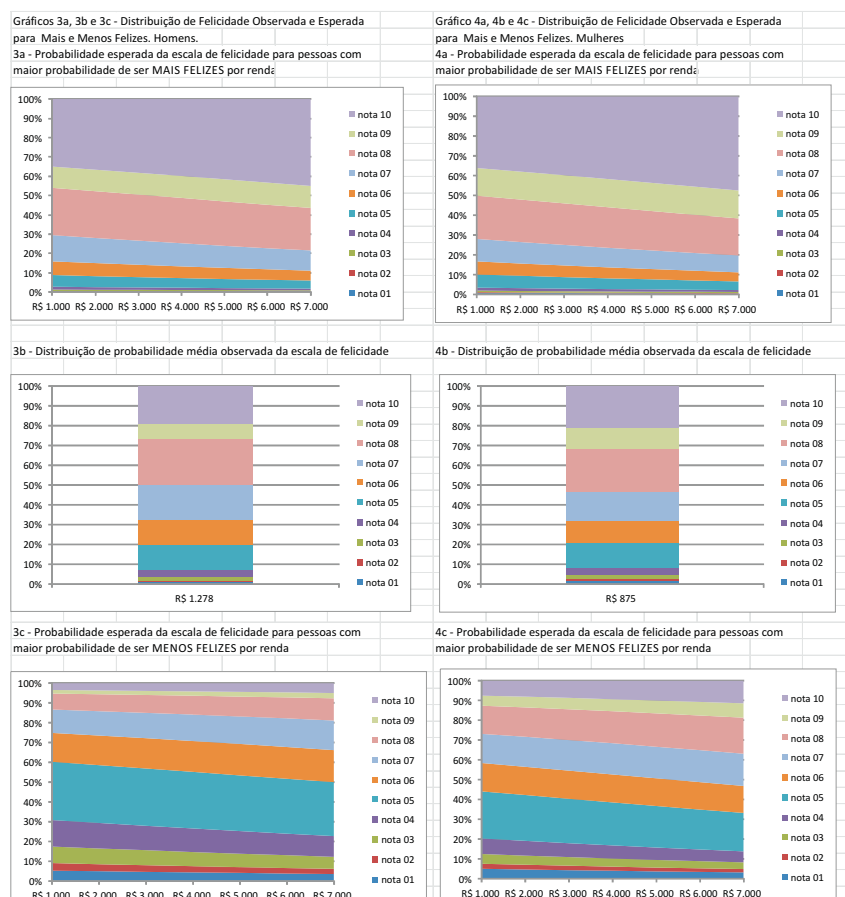 Gráficos 3a, 3b e 3c - Distribuição de Felicidade Observada e Esperada
para Mais e Menos Felizes. Homens.
3a - Probabilidade esperada da escala de felicidade para pessoas com
maior probabilidade de ser MAIS FELIZES por renda
100%
90%
80%
70%
60%
50%
40%
30%
20%
10%
0%
R$ 1.000 R$ 2.000 R$ 3.000 R$ 4.000 R$ 5.000 R$ 6.000 R$ 7.000
nota 10
nota 09
nota 08
nota 07
nota 06
nota 05
nota 04
nota 03
nota 02
nota 01
Gráfico 4a, 4b e 4c - Distribuição de Felicidade Observada e Esperada
para Mais e Menos Felizes. Mulheres
4a - Probabilidade esperada da escala de felicidade para pessoas com
maior probabilidade de ser MAIS FELIZES por renda
100%
90%
80%
70%
60%
50%
40%
30%
20%
10%
0%
R$ 1.000 R$ 2.000 R$ 3.000 R$ 4.000 R$ 5.000 R$ 6.000 R$ 7.000
nota 10
nota 09
nota 08
nota 07
nota 06
nota 05
nota 04
nota 03
nota 02
nota 01
3b - Distribuição de probabilidade média observada da escala de felicidade
100%
90%
80%
70%
60%
50%
40%
30%
20%
10%
0%
R$ 1.278
nota 10
nota 09
nota 08
nota 07
nota 06
nota 05
nota 04
nota 03
nota 02
nota 01
4b - Distribuição de probabilidade média observada da escala de felicidade
100%
90%
80%
70%
60%
50%
40%
30%
20%
10%
0%
R$ 875
nota 10
nota 09
nota 08
nota 07
nota 06
nota 05
nota 04
nota 03
nota 02
nota 01
3c - Probabilidade esperada da escala de felicidade para pessoas com
maior probabilidade de ser MENOS FELIZES por renda
100%
90%
80%
70%
60%
50%
40%
30%
20%
10%
0%
R$ 1.000 R$ 2.000 R$ 3.000 R$ 4.000 R$ 5.000 R$ 6.000 R$ 7.000
nota 10
nota 09
nota 08
nota 07
nota 06
nota 05
nota 04
nota 03
nota 02
nota 01
4c - Probabilidade esperada da escala de felicidade para pessoas com
maior probabilidade de ser MENOS FELIZES por renda
100%
90%
80%
70%
60%
50%
40%
30%
20%
10%
0%
R$ 1.000 R$ 2.000 R$ 3.000 R$ 4.000 R$ 5.000 R$ 6.000 R$ 7.000
nota 10
nota 09
nota 08
nota 07
nota 06
nota 05
nota 04
nota 03
nota 02
nota 01